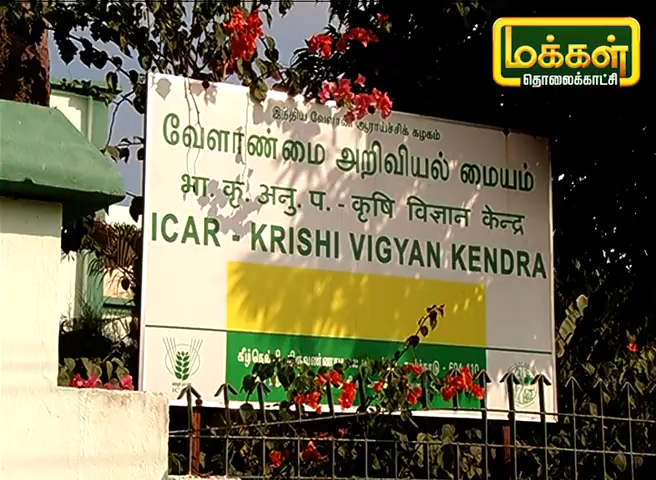 மக்கள்
தொலைக்காட்சி
இந்திய வேளாண் ஆராய்ச்சிக் கழகம்
வேளாண்மை அறிவியல் மையம்
भा. कृ. अनु. प. - कृषि विज्ञान केन्द्र
ICAR - KRISHI VIGYAN KENDRA